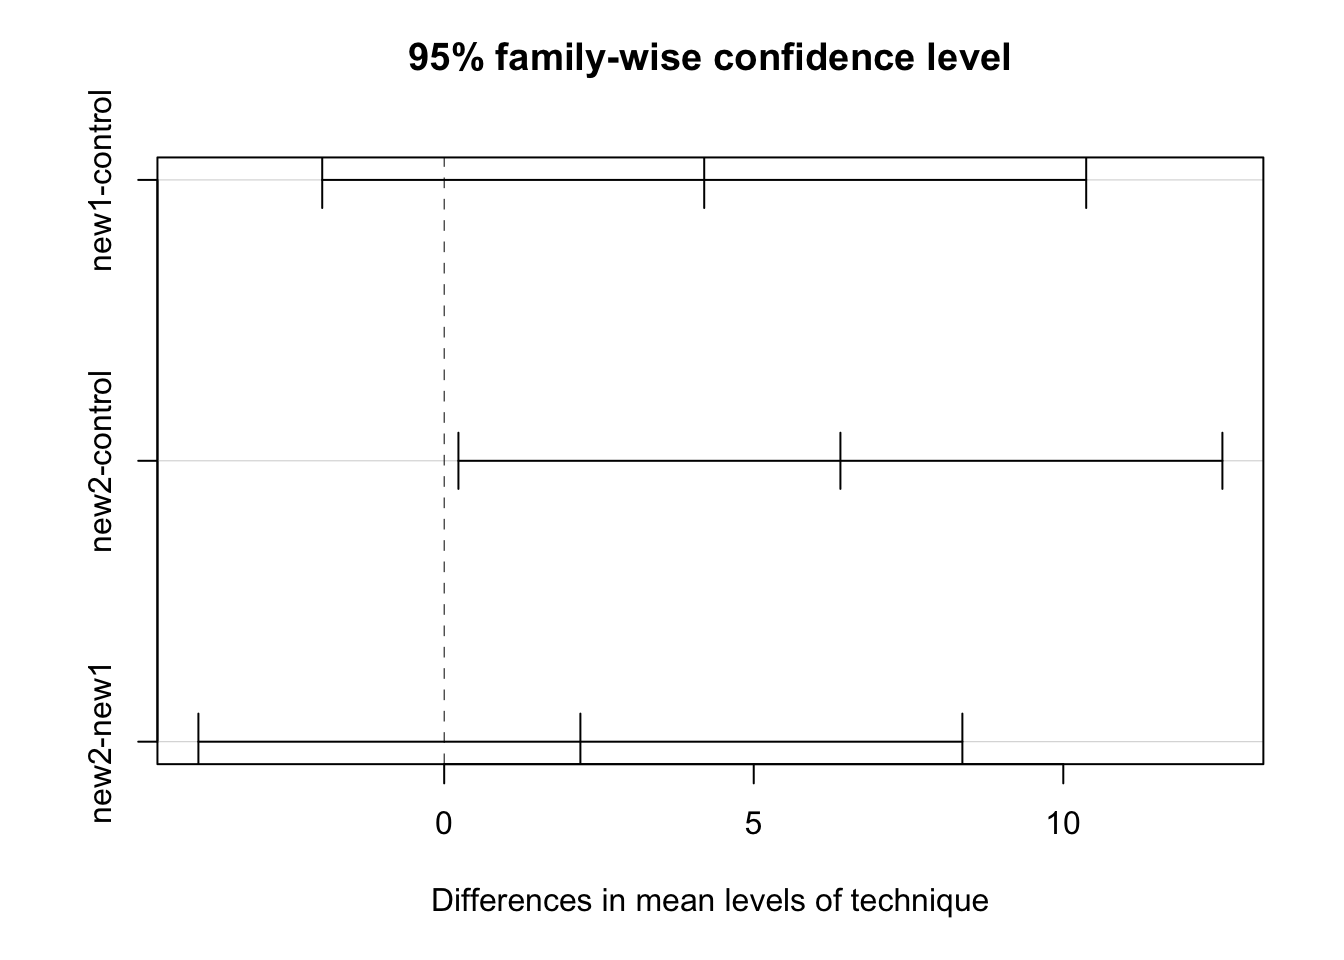 95% family-wise confidence level
new1-control
new2-control
new2-new1
0 5 10
Differences in mean levels of technique